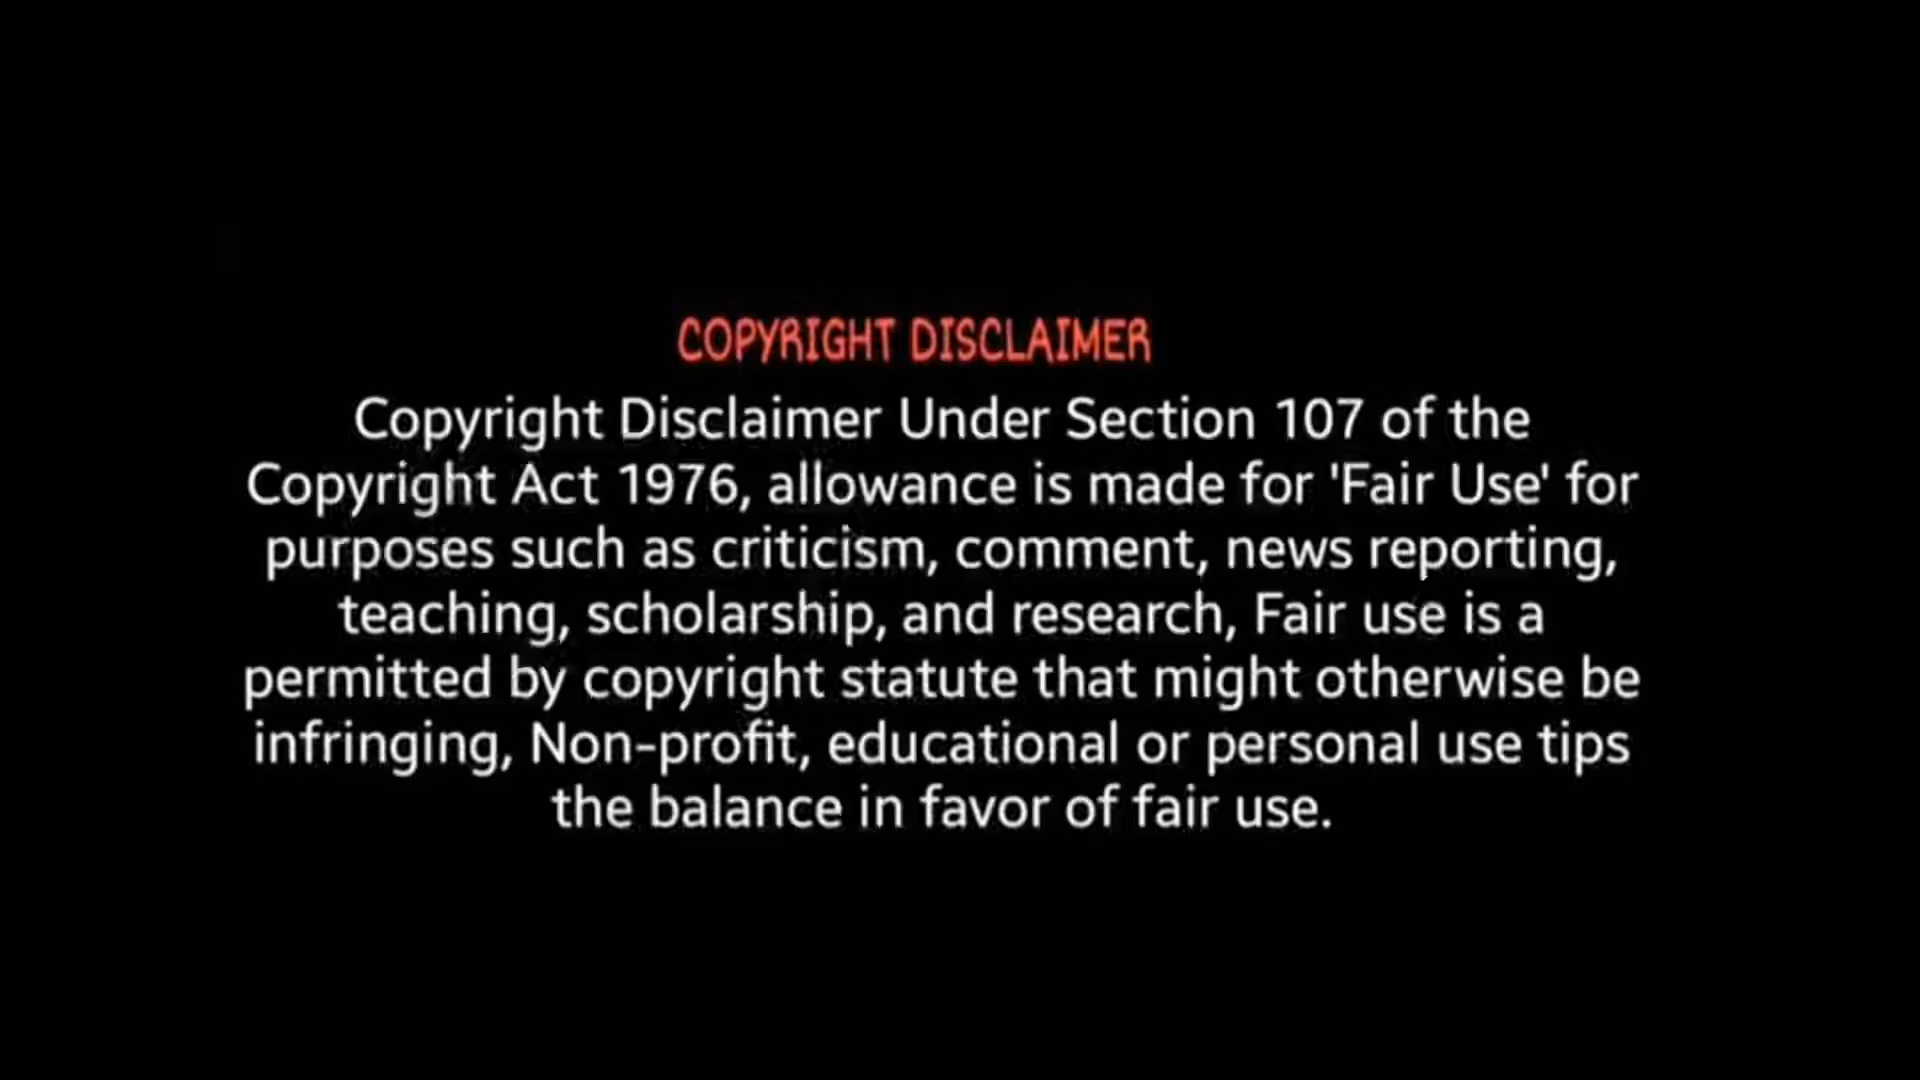 COPYRIGHT DISCLAIMER
Copyright Disclaimer Under Section 107 of the
Copyright Act 1976, allowance is made for 'Fair Use' for
purposes such as criticism, comment, news reporting,
teaching, scholarship, and research, Fair use is a
permitted by copyright statute that might otherwise be
infringing, Non-profit, educational or personal use tips
the balance in favor of fair use.